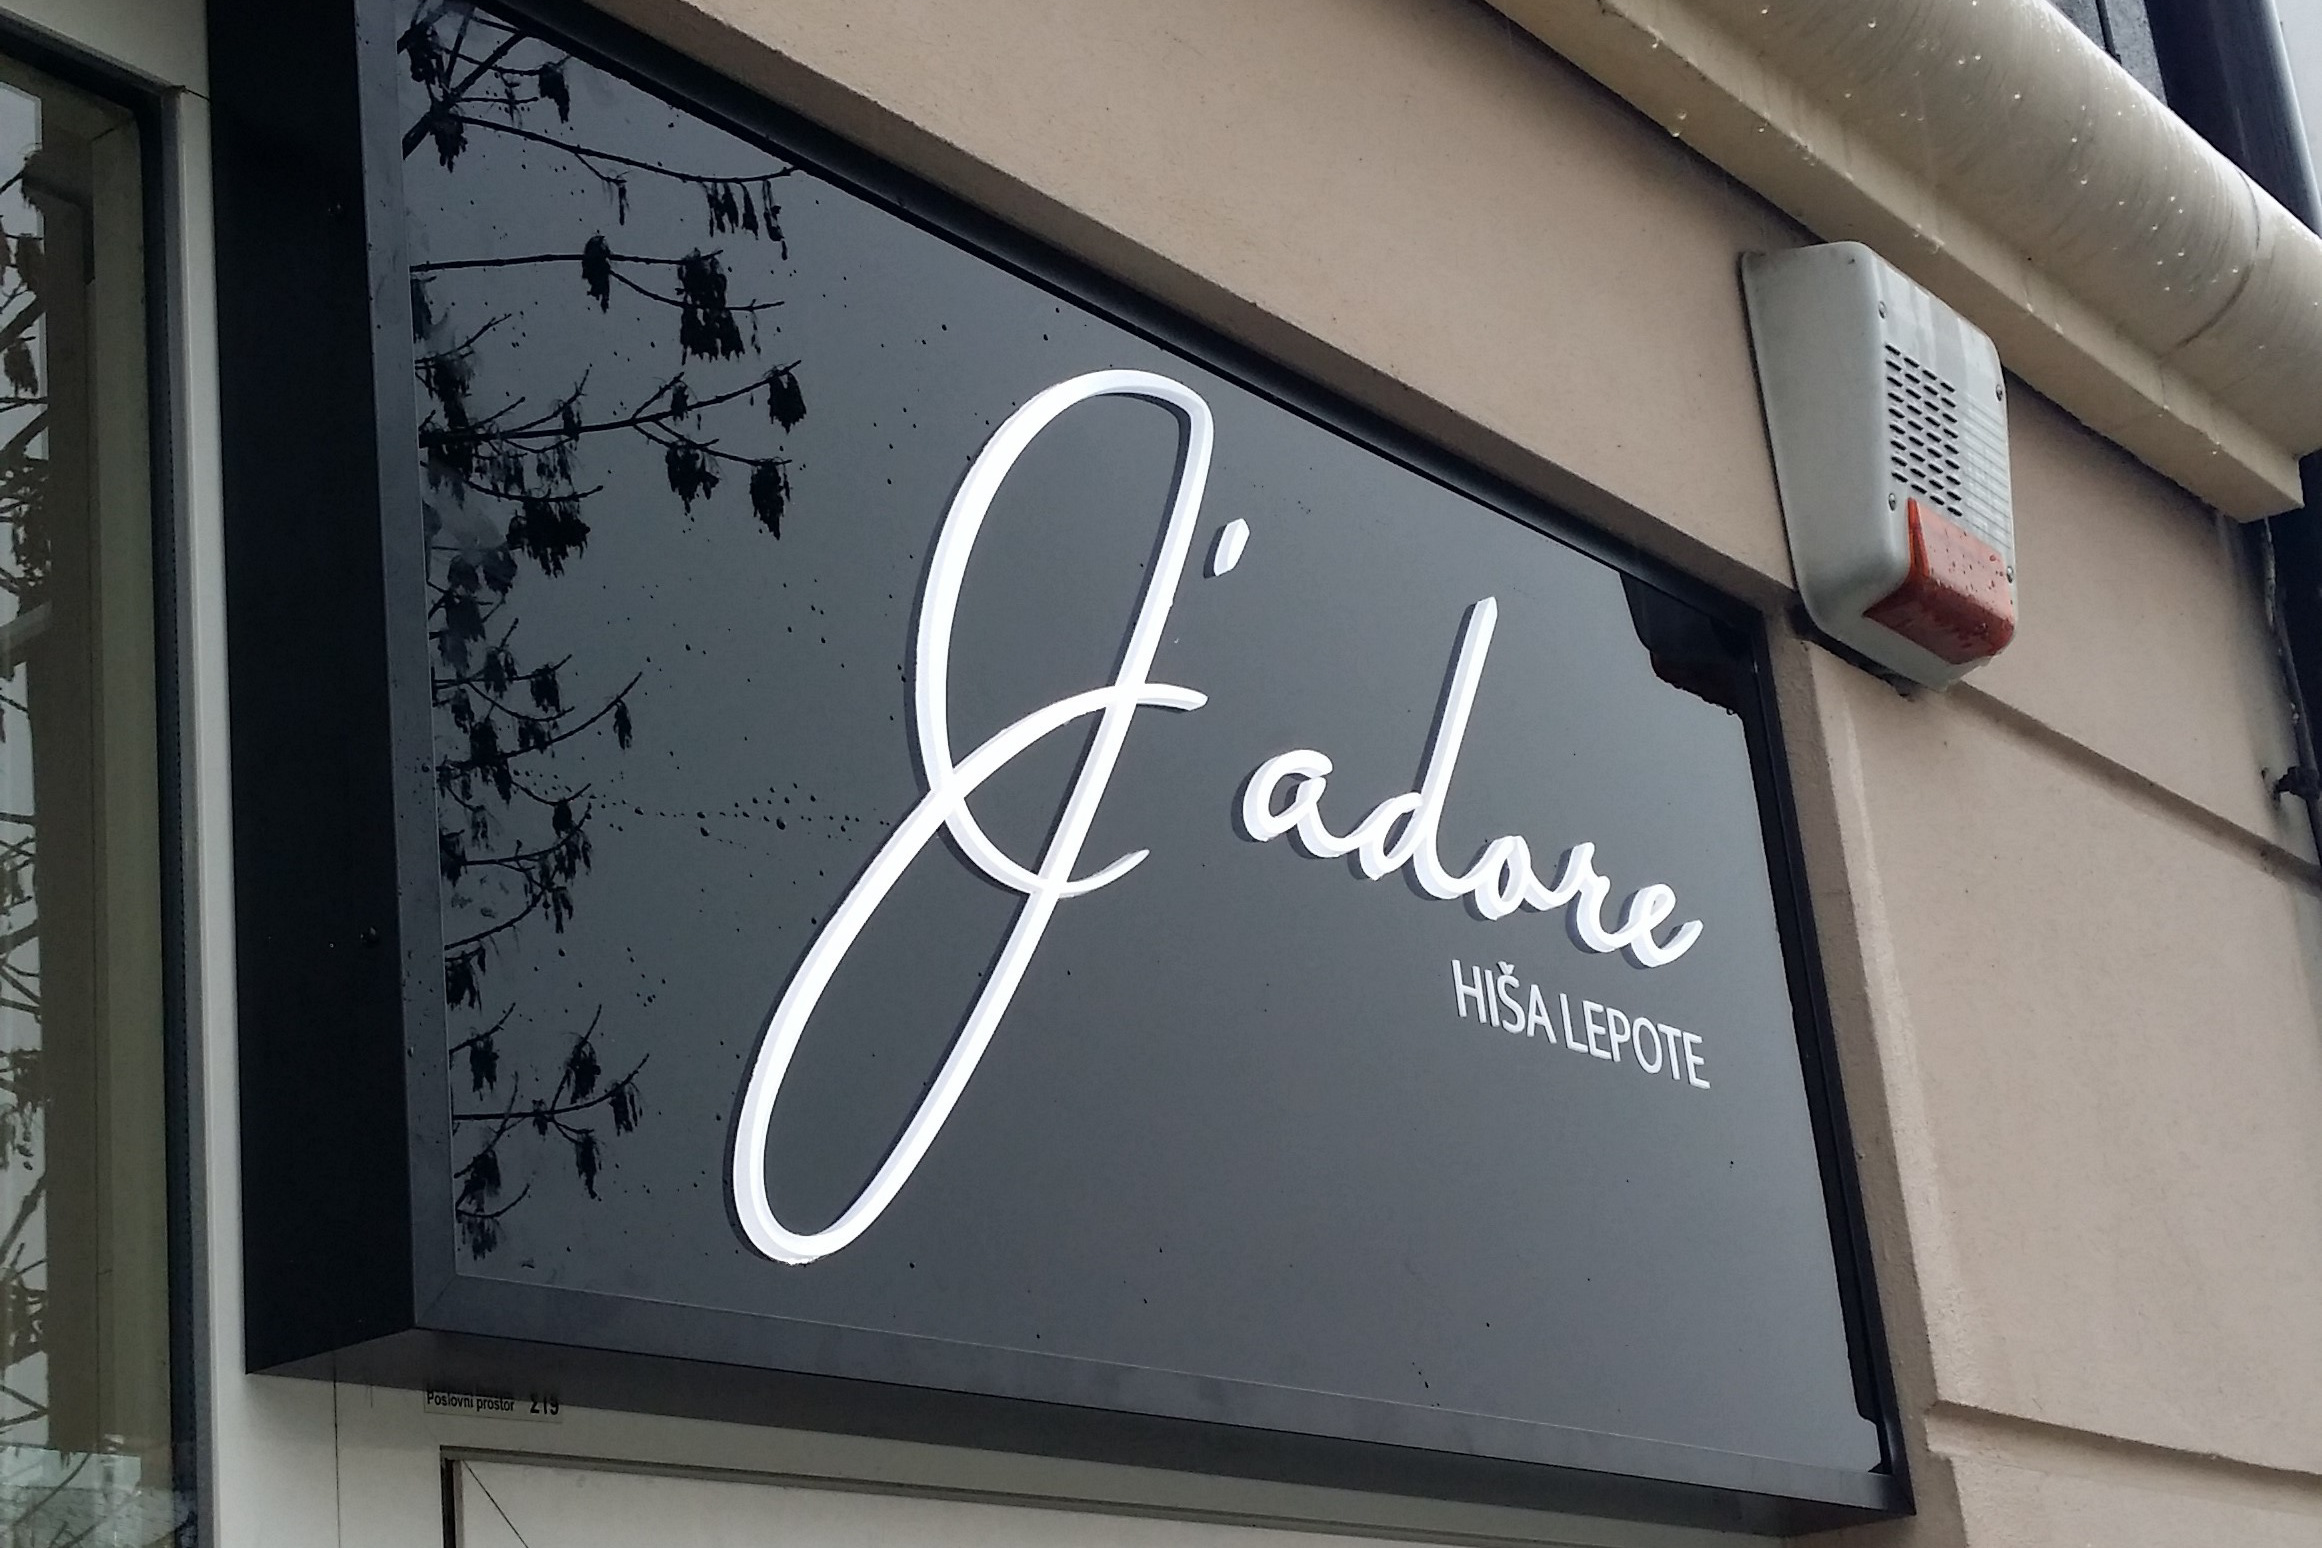 J'adore
HIŠA LEPOTE
Poslovni prostor 219